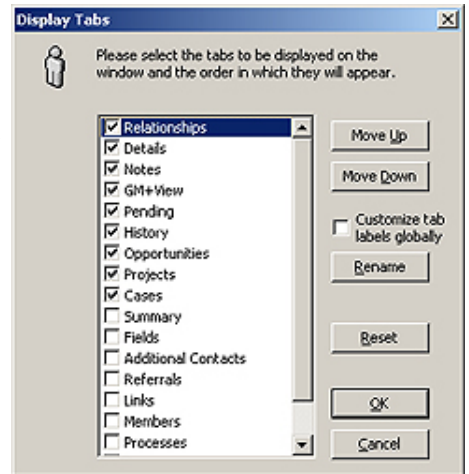 Display Tabs
Please select the tabs to be displayed on the
window and the order in which they will appear.
Relationships
Details
Notes
GM+View
Pending
History
Opportunities
Projects
Cases
Summary
Fields
Additional Contacts
Referrals
Links
Members
Processes
Move Up
Move Down
Customize tab
labels globally
Rename
Reset
OK
Cancel